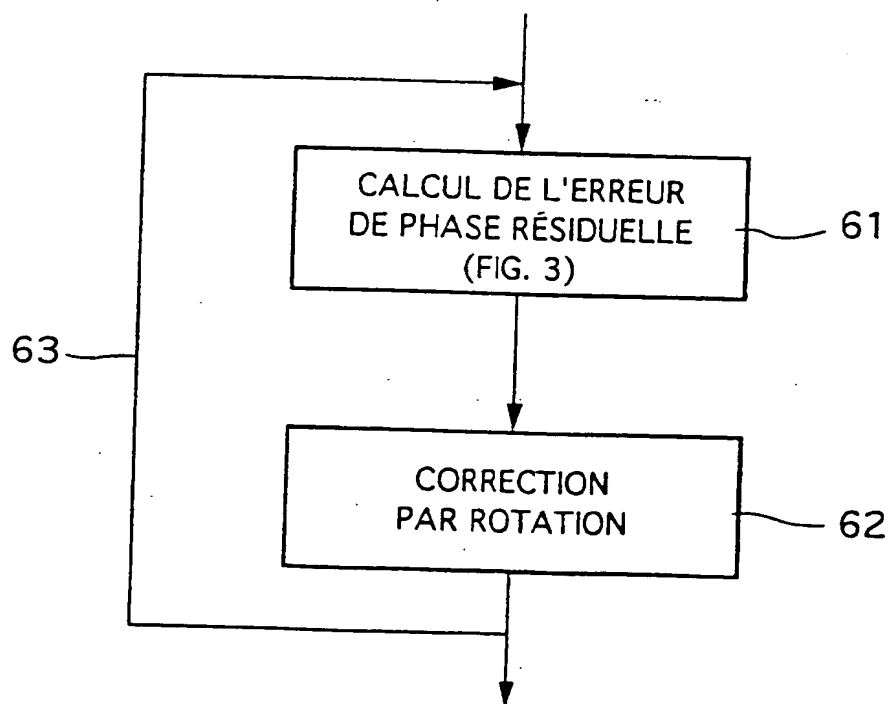 CALCUL DE L'ERREUR
DE PHASE RÉSIDUELLE
(FIG. 3)
61
63
CORRECTION
PAR ROTATION
62